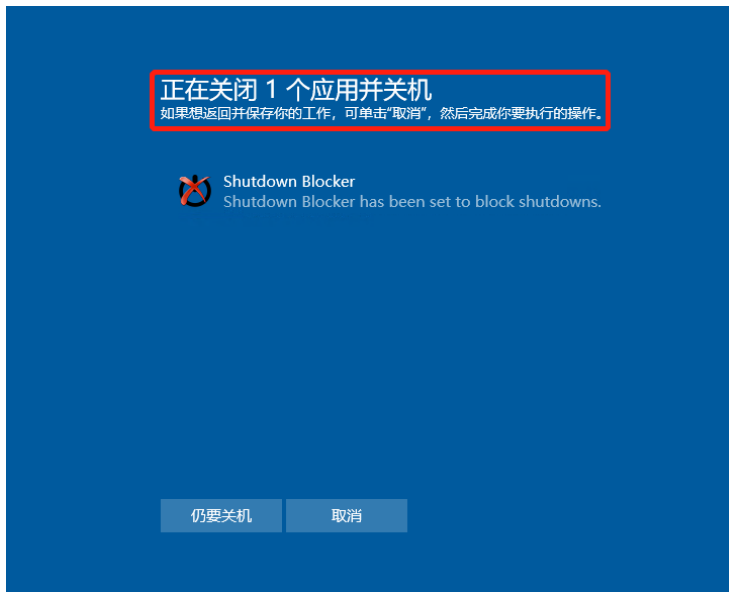 正在关闭 1 个应用并关机
如果想返回并保存你的工作，可单击“取消”，然后完成你要执行的操作。
Shutdown Blocker
Shutdown Blocker has been set to block shutdowns.
仍要关机
取消